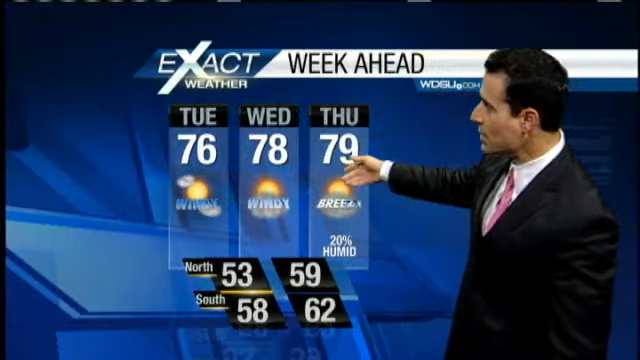 EXACT
WEATHER
WEEK AHEAD
WDSU.COM
TUE WED THU
76 78 79
WINDY WINDY BREEZY
20%
HUMID
North 53 59
South 58 62